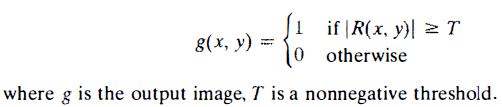 g(x, y) = { 1 if |R(x, y)| ≥ T
0 otherwise
where g is the output image, T is a nonnegative threshold.